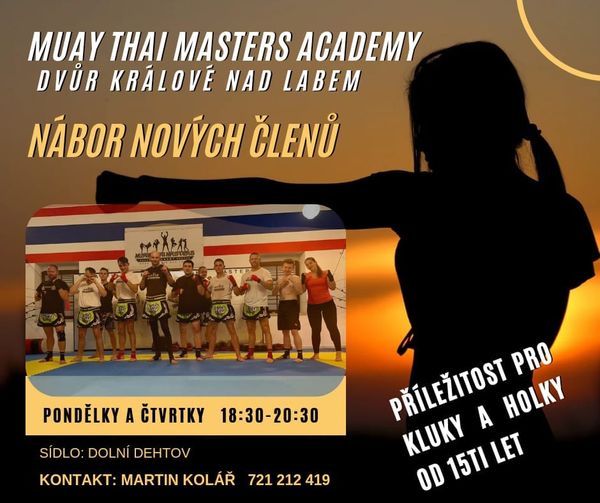 MUAY THAI MASTERS ACADEMY
DVŮR KRÁLOVÉ NAD LABEM
NÁBOR NOVÝCH ČLENŮ
MASTERS
PONDĚLKY A ČTVRTKY 18:30-20:30
PŘÍLEŽITOST PRO
KLUKY A HOLKY
OD 15TI LET
SÍDLO: DOLNÍ DEHTOV
KONTAKT: MARTIN KOLÁŘ 721 212 419